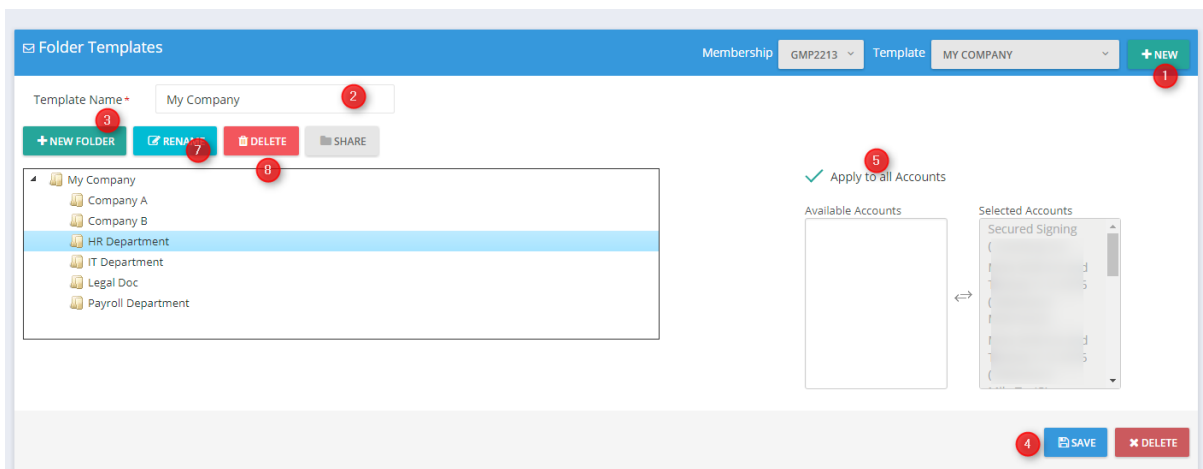 Folder Templates
Membership GMP2213 Template MY COMPANY + NEW
1
Template Name* My Company 2
3
+ NEW FOLDER RENAME DELETE SHARE
7
8
5
My Company
Company A
Company B
HR Department
IT Department
Legal Doc
Payroll Department
Apply to all Accounts
Available Accounts Selected Accounts
Secured Signing
4 SAVE DELETE